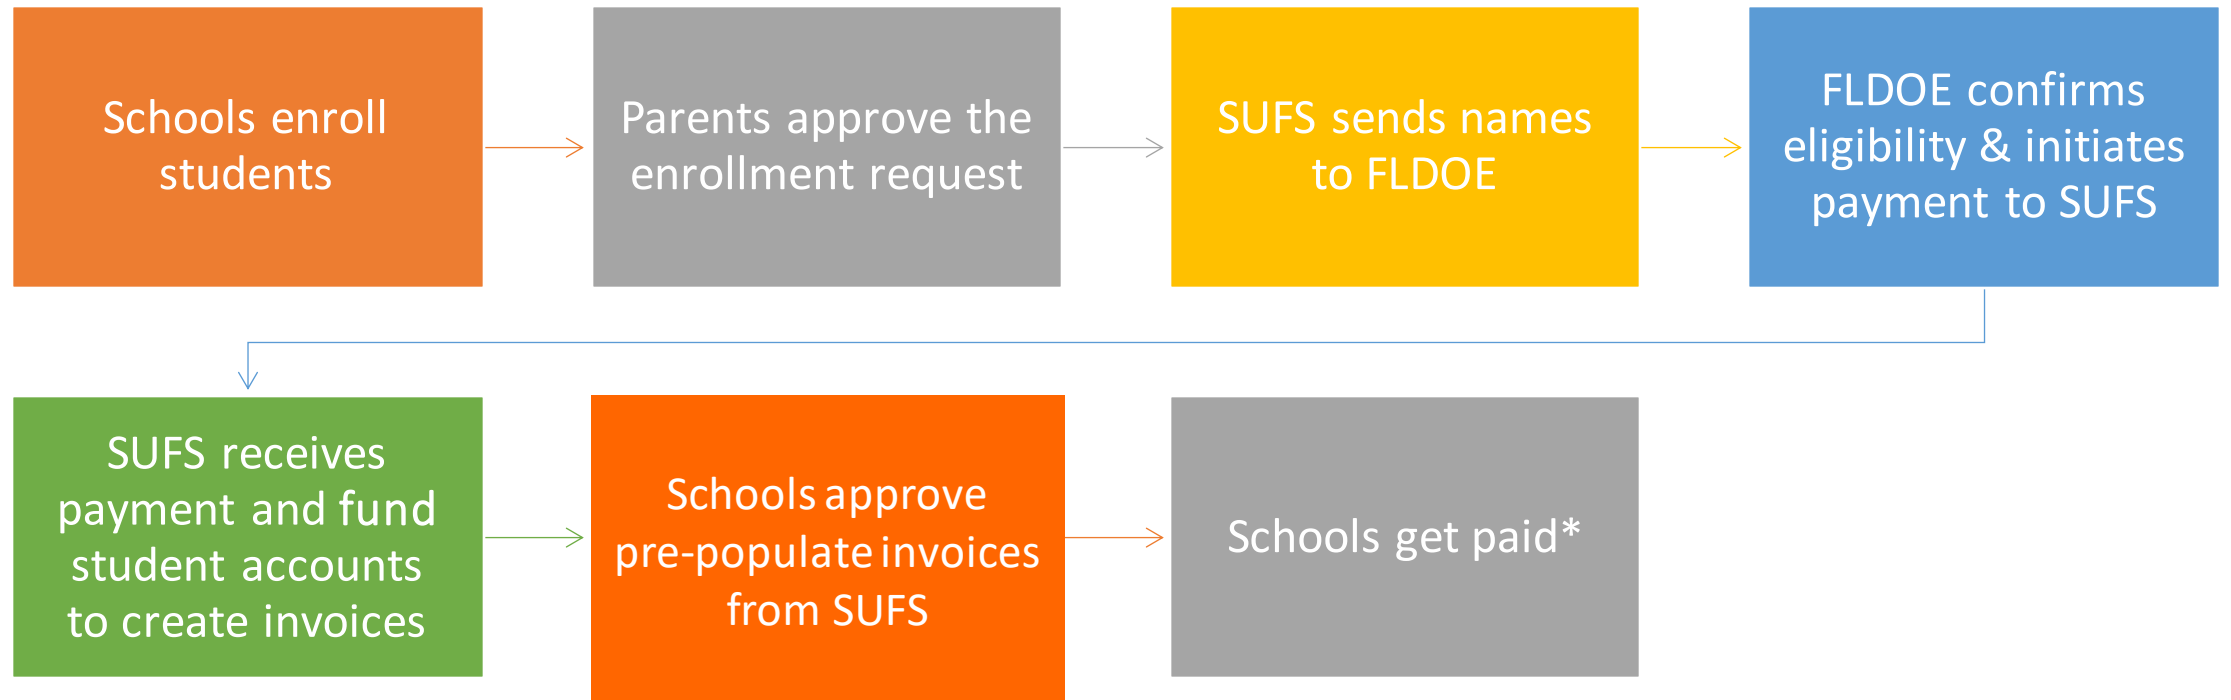 Schools enroll
students
Parents approve the
enrollment request
SUFS sends names
to FLDOE
FLDOE confirms
eligibility & initiates
payment to SUFS
SUFS receives
payment and fund
student accounts
to create invoices
Schools approve
pre-populate invoices
from SUFS
Schools get paid*